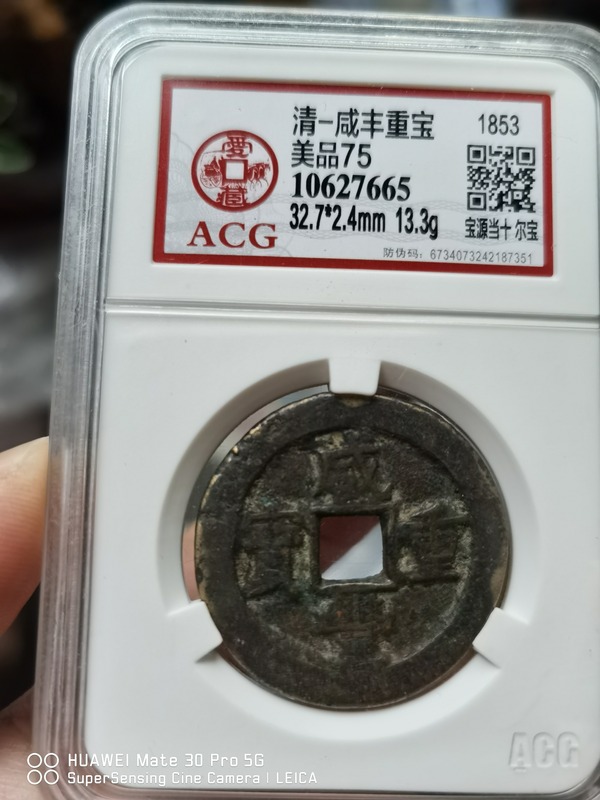 清-咸丰重宝
1853
美品75
10627665
32.7*2.4mm 13.3g
宝源当十 尔宝
ACG
防伪码：6734073242187351
咸
重
豐
ACG
HUAWEI Mate 30 Pro 5G
SuperSensing Cine Camera | LEICA